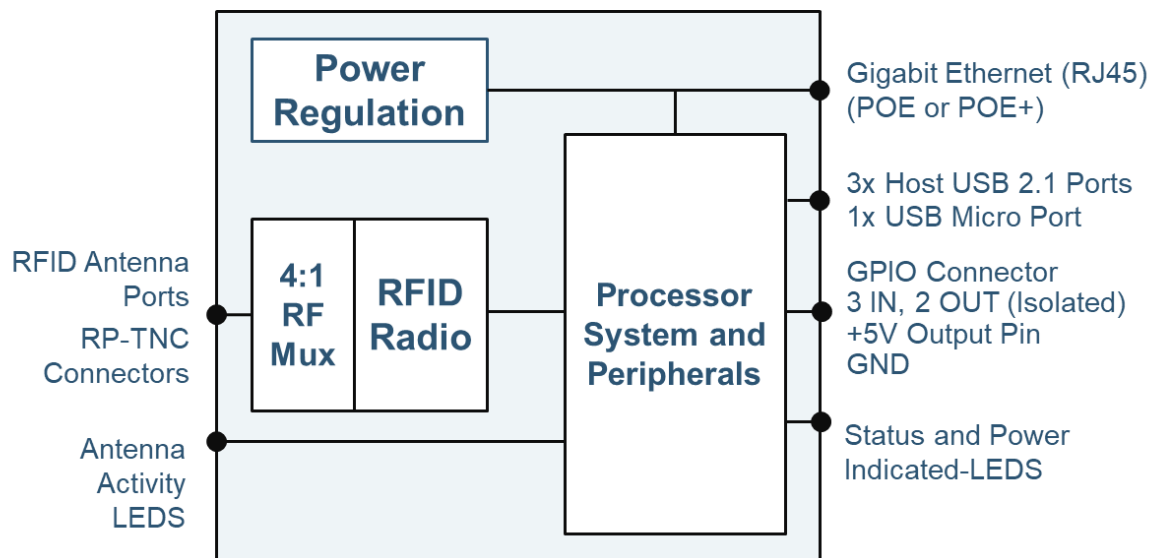 Power
Regulation
Gigabit Ethernet (RJ45)
(POE or POE+)
3x Host USB 2.1 Ports
1x USB Micro Port
RFID Antenna
Ports
RP-TNC
Connectors
4:1
RF
Mux
RFID
Radio
Processor
System and
Peripherals
GPIO Connector
3 IN, 2 OUT (Isolated)
+5V Output Pin
GND
Antenna
Activity
LEDS
Status and Power
Indicated-LEDS